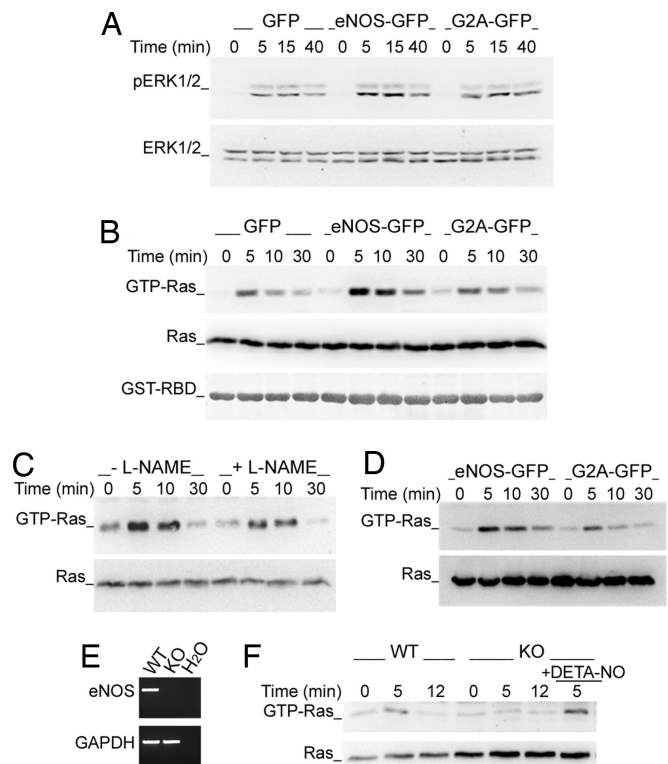 A
GFP eNOS-GFP G2A-GFP
Time (min) 0 5 15 40 0 5 15 40 0 5 15 40
pERK1/2
ERK1/2
B
GFP eNOS-GFP G2A-GFP
Time (min) 0 5 10 30 0 5 10 30 0 5 10 30
GTP-Ras
Ras
GST-RBD
C
- L-NAME + L-NAME
Time (min) 0 5 10 30 0 5 10 30
GTP-Ras
Ras
D
eNOS-GFP G2A-GFP
Time (min) 0 5 10 30 0 5 10 30
GTP-Ras
Ras
E
WT KO H2O
eNOS
GAPDH
F
WT KO
+DETA-NO
Time (min) 0 5 12 0 5 12 5
GTP-Ras
Ras